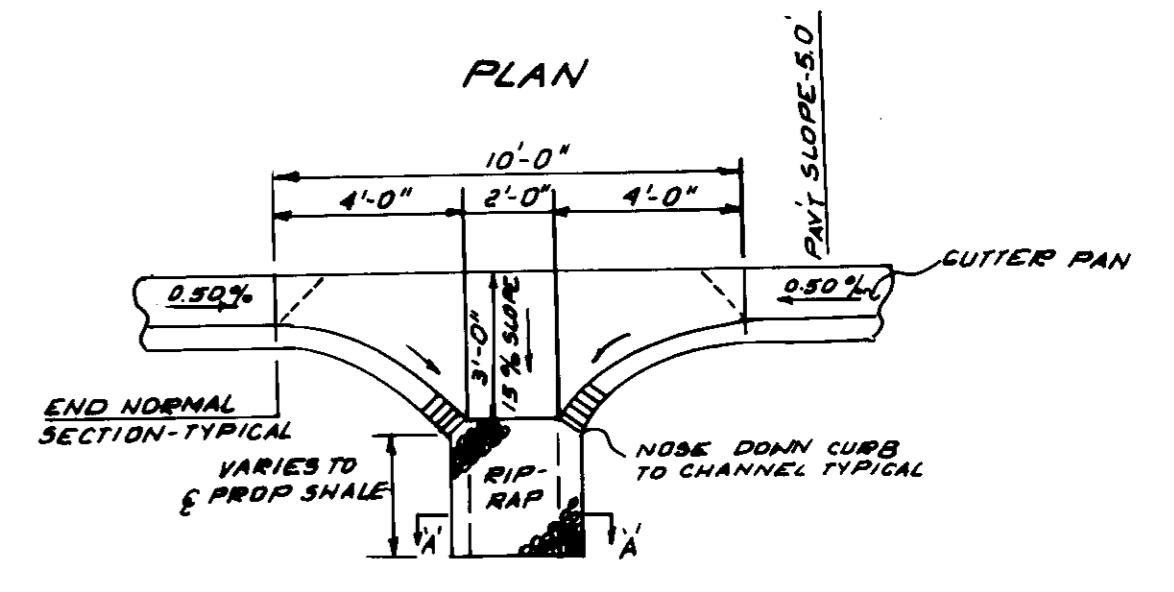 PLAN
PAV'T SLOPE-5.0'
10'-0"
4'-0"
2'-0"
4'-0"
GUTTER PAN
0.50%
0.50%
3'-0"
15% SLOPE
END NORMAL
SECTION-TYPICAL
NOSE DOWN CURB
TO CHANNEL TYPICAL
VARIES TO
℄ PROP SWALE
RIP-
RAP
'A'
'A'